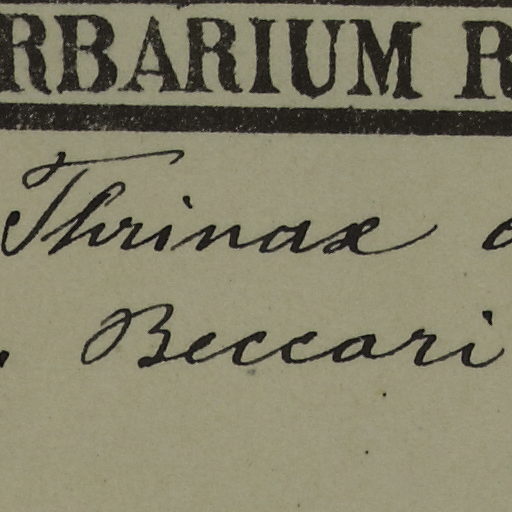 RBARIUM R
Thrinax
. Beccari